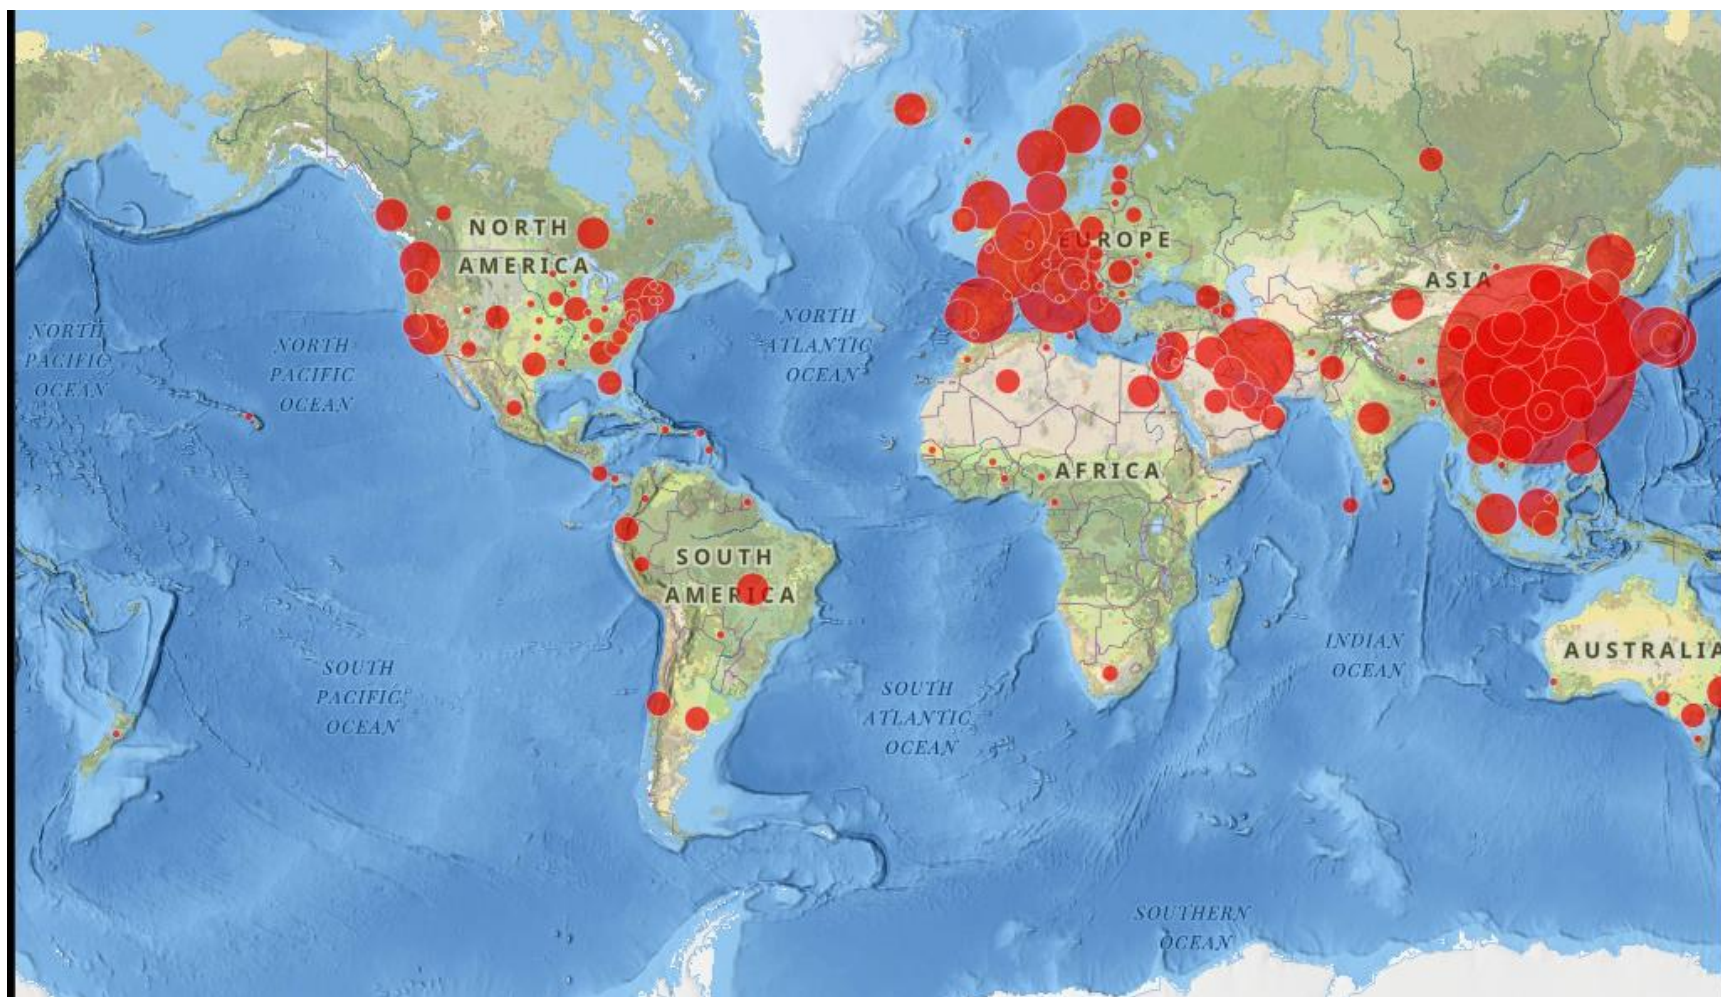 NORTH
AMERICA
EUROPE
ASIA
NORTH
PACIFIC
OCEAN
NORTH
PACIFIC
OCEAN
NORTH
ATLANTIC
OCEAN
AFRICA
SOUTH
AMERICA
INDIAN
OCEAN
AUSTRALIA
SOUTH
PACIFIC
OCEAN
SOUTH
ATLANTIC
OCEAN
SOUTHERN
OCEAN